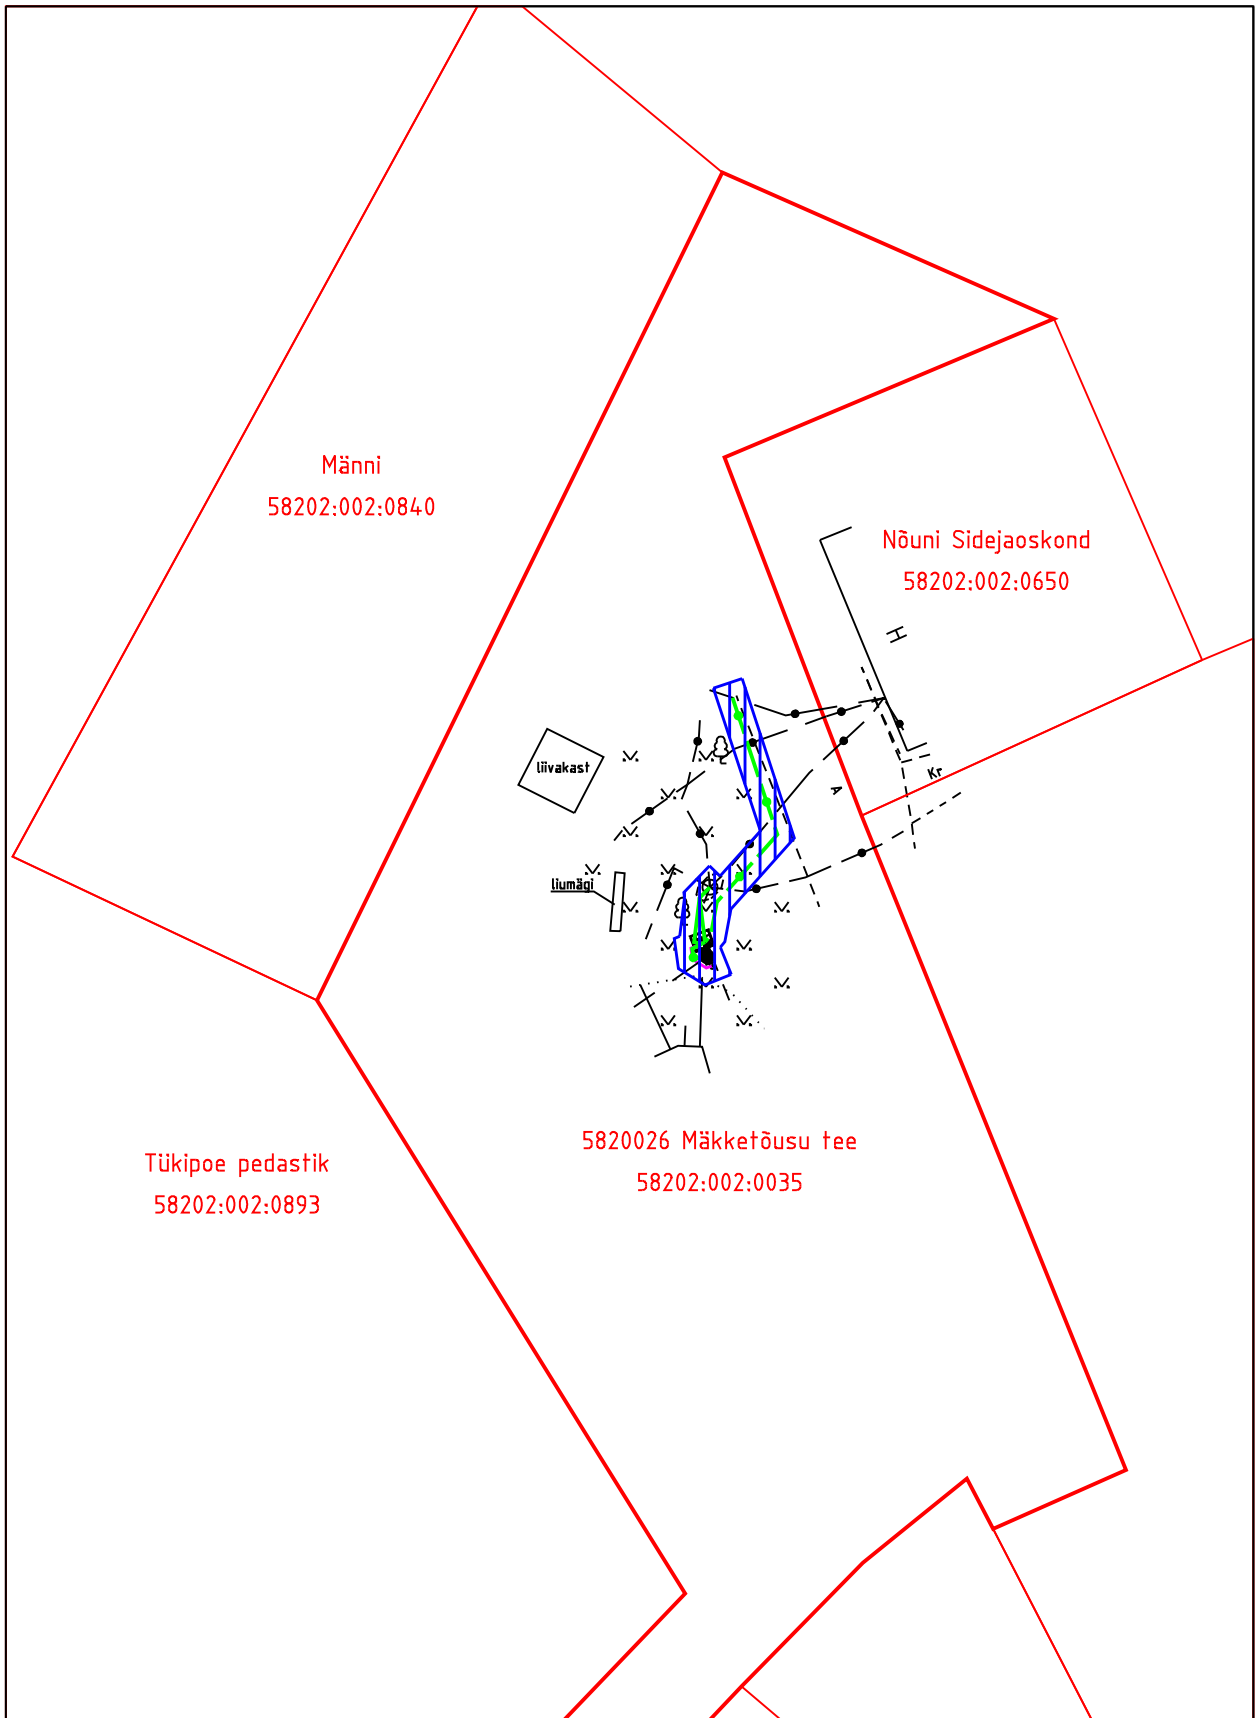 Männi
58202:002:0840
Nõuni Sidejaoskond
58202:002:0650
H
A
Kr
liivakast
A
liumägi
5820026 Mäkketõusu tee
58202:002:0035
Tükipoe pedastik
58202:002:0893